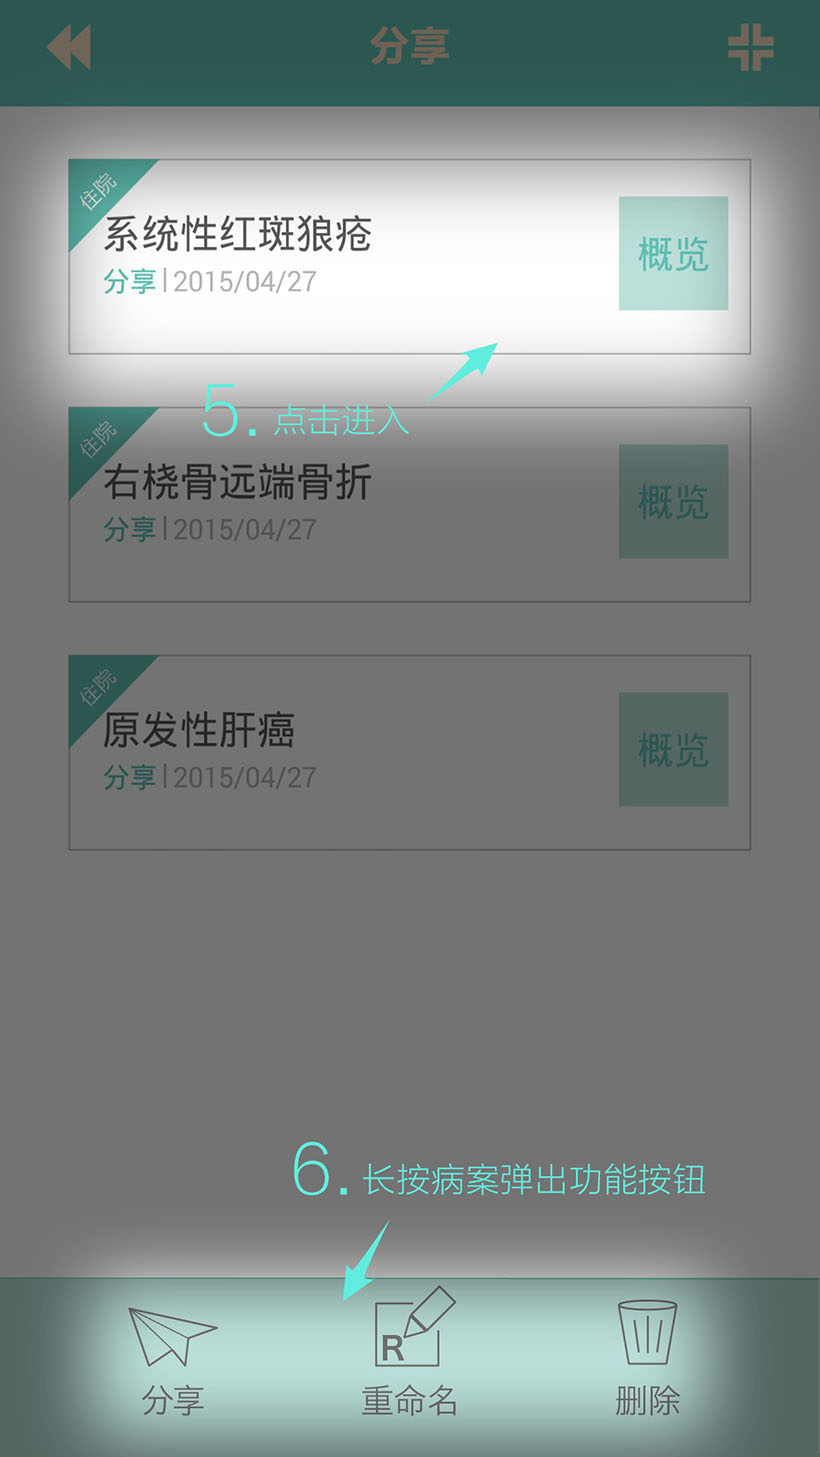 分享
住院
系统性红斑狼疮
分享|2015/04/27
概览
5. 点击进入
住院
右桡骨远端骨折
分享|2015/04/27
概览
住院
原发性肝癌
分享|2015/04/27
概览
6. 长按病案弹出功能按钮
R
分享 重命名 删除